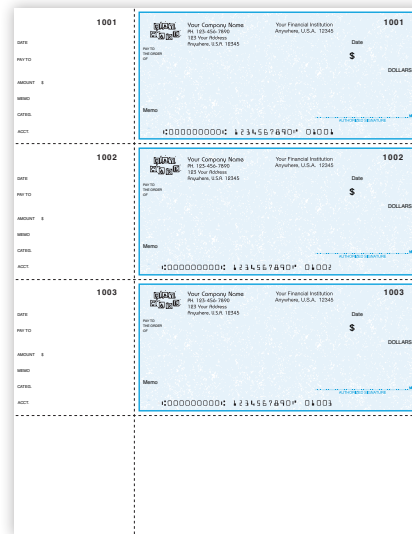 1001
DATE
PAY TO
AMOUNT $
MEMO
CATEG.
ACCT.
Your Company Name
PH. 123-456-7890
123 Your Address
Anywhere, U.S.A. 12345
Your Financial Institution
Anywhere, U.S.A. 12345
1001
Date
PAY TO
THE ORDER
OF
$
DOLLARS
Memo
AUTHORIZED SIGNATURE
⑆000000000⑆ 1234567890⑈ 01001
1002
DATE
PAY TO
AMOUNT $
MEMO
CATEG.
ACCT.
Your Company Name
PH. 123-456-7890
123 Your Address
Anywhere, U.S.A. 12345
Your Financial Institution
Anywhere, U.S.A. 12345
1002
Date
PAY TO
THE ORDER
OF
$
DOLLARS
Memo
AUTHORIZED SIGNATURE
⑆000000000⑆ 1234567890⑈ 01002
1003
DATE
PAY TO
AMOUNT $
MEMO
CATEG.
ACCT.
Your Company Name
PH. 123-456-7890
123 Your Address
Anywhere, U.S.A. 12345
Your Financial Institution
Anywhere, U.S.A. 12345
1003
Date
PAY TO
THE ORDER
OF
$
DOLLARS
Memo
AUTHORIZED SIGNATURE
⑆000000000⑆ 1234567890⑈ 01003